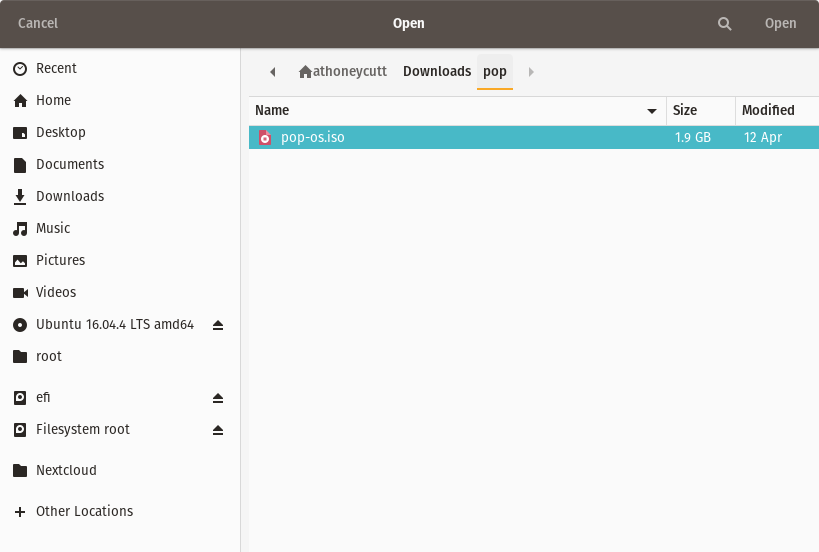 Cancel Open Open
athoneycutt Downloads pop
Recent
Home
Desktop
Documents
Downloads
Music
Pictures
Videos
Ubuntu 16.04.4 LTS amd64
root
efi
Filesystem root
Nextcloud
Other Locations
Name Size Modified
pop-os.iso 1.9 GB 12 Apr